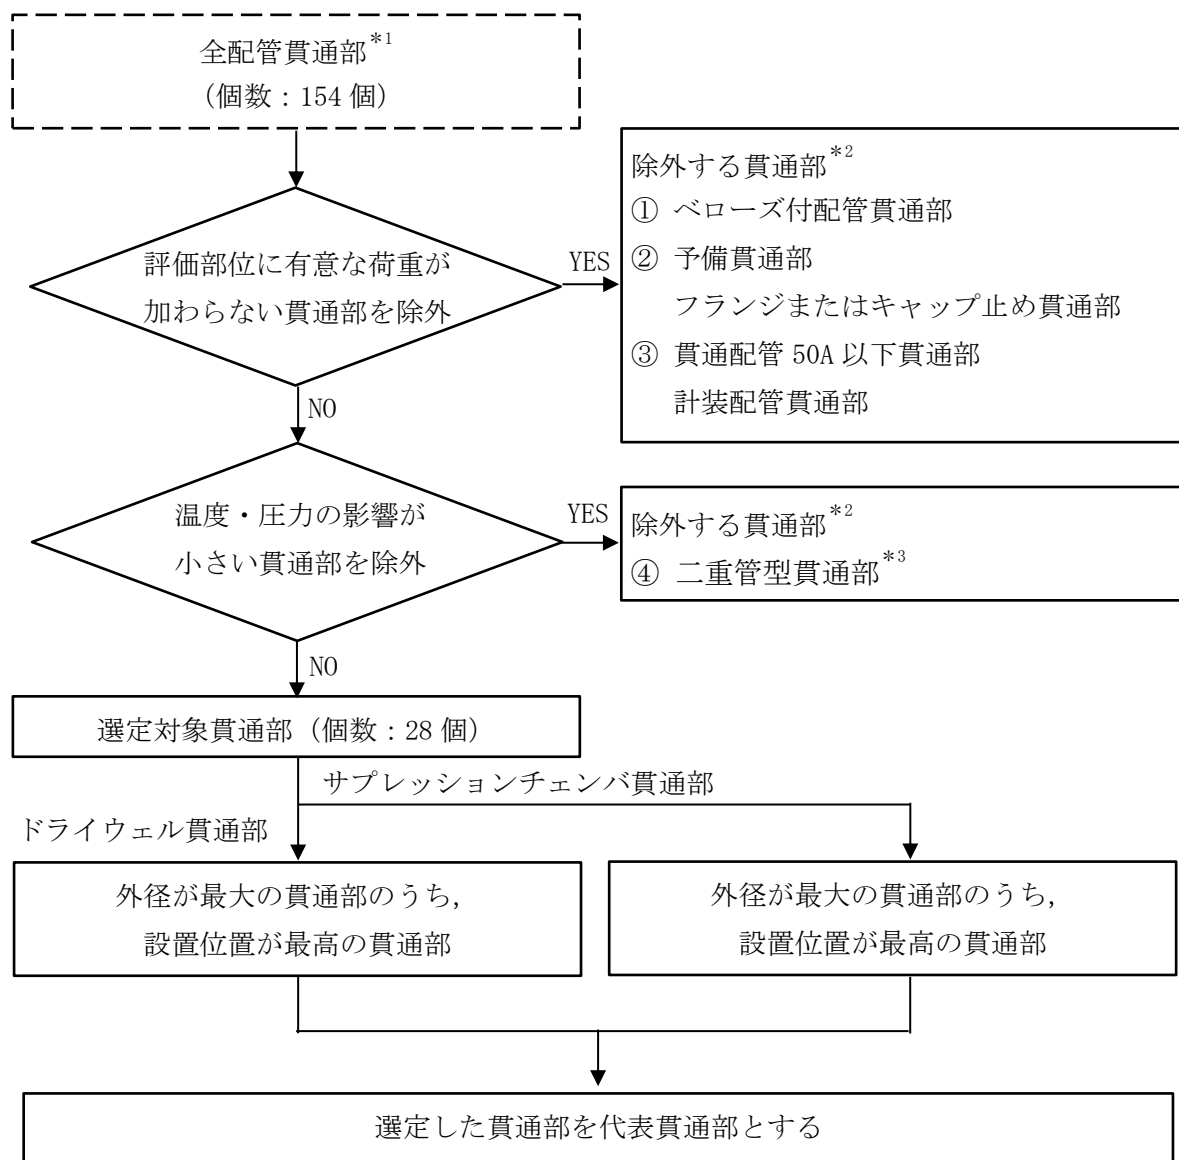 全配管貫通部*1
（個数：154 個）
評価部位に有意な荷重が
加わらない貫通部を除外
YES
除外する貫通部*2
① ベローズ付配管貫通部
② 予備貫通部
フランジまたはキャップ止め貫通部
③ 貫通配管 50A 以下貫通部
計装配管貫通部
NO
温度・圧力の影響が
小さい貫通部を除外
YES
除外する貫通部*2
④ 二重管型貫通部*3
NO
選定対象貫通部（個数：28 個）
サプレッションチェンバ貫通部
ドライウェル貫通部
外径が最大の貫通部のうち，
設置位置が最高の貫通部
外径が最大の貫通部のうち，
設置位置が最高の貫通部
選定した貫通部を代表貫通部とする